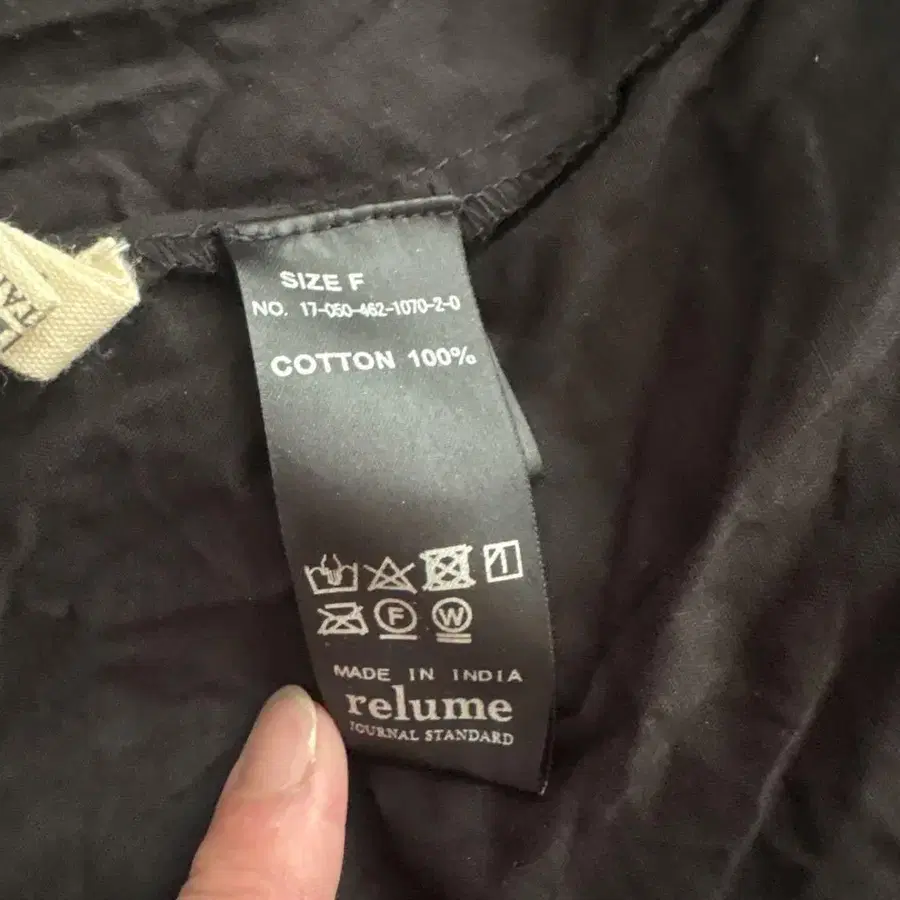 SIZE F
NO. 17-050-462-1070-2-0
COTTON 100%
F W
MADE IN INDIA
relume
JOURNAL STANDARD